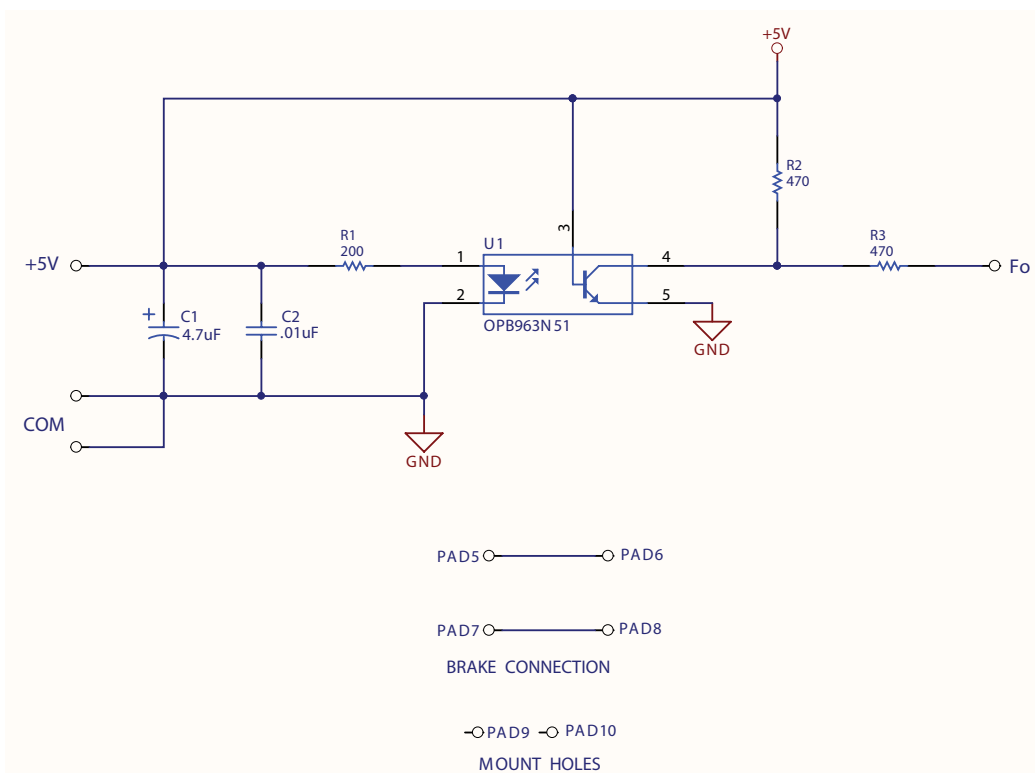 +5V
R2
470
R1
200
R3
470
+5V
3
U1
1
4
Fo
2
5
+
C1
4.7uF
C2
.01uF
OPB963N51
GND
COM
GND
PAD5
PAD6
PAD7
PAD8
BRAKE CONNECTION
PAD9
PAD10
MOUNT HOLES